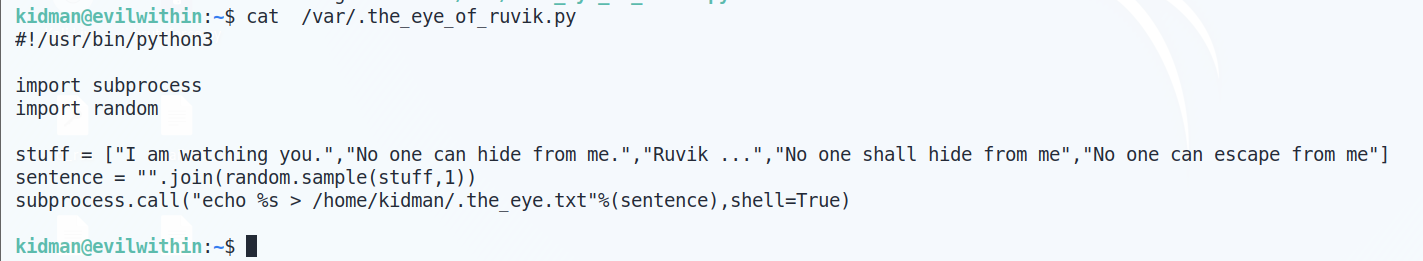 kidman@evilwithin:~$ cat  /var/.the_eye_of_ruvik.py
#!/usr/bin/python3
import subprocess
import random
stuff = ["I am watching you.","No one can hide from me.","Ruvik ...","No one shall hide from me","No one can escape from me"]
sentence = "".join(random.sample(stuff,1))
subprocess.call("echo %s > /home/kidman/.the_eye.txt"%(sentence),shell=True)
kidman@evilwithin:~$